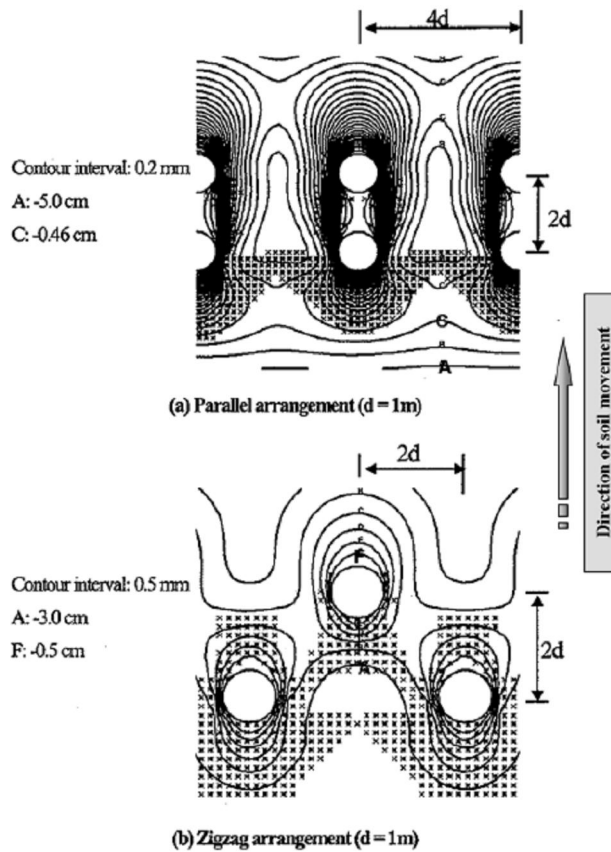 4d
Contour interval: 0.2 mm
A: -5.0 cm
C: -0.46 cm
2d
C
A
(a) Parallel arrangement (d = 1m)
Direction of soil movement
2d
F
Contour interval: 0.5 mm
A: -3.0 cm
F: -0.5 cm
2d
A
(b) Zigzag arrangement (d = 1m)